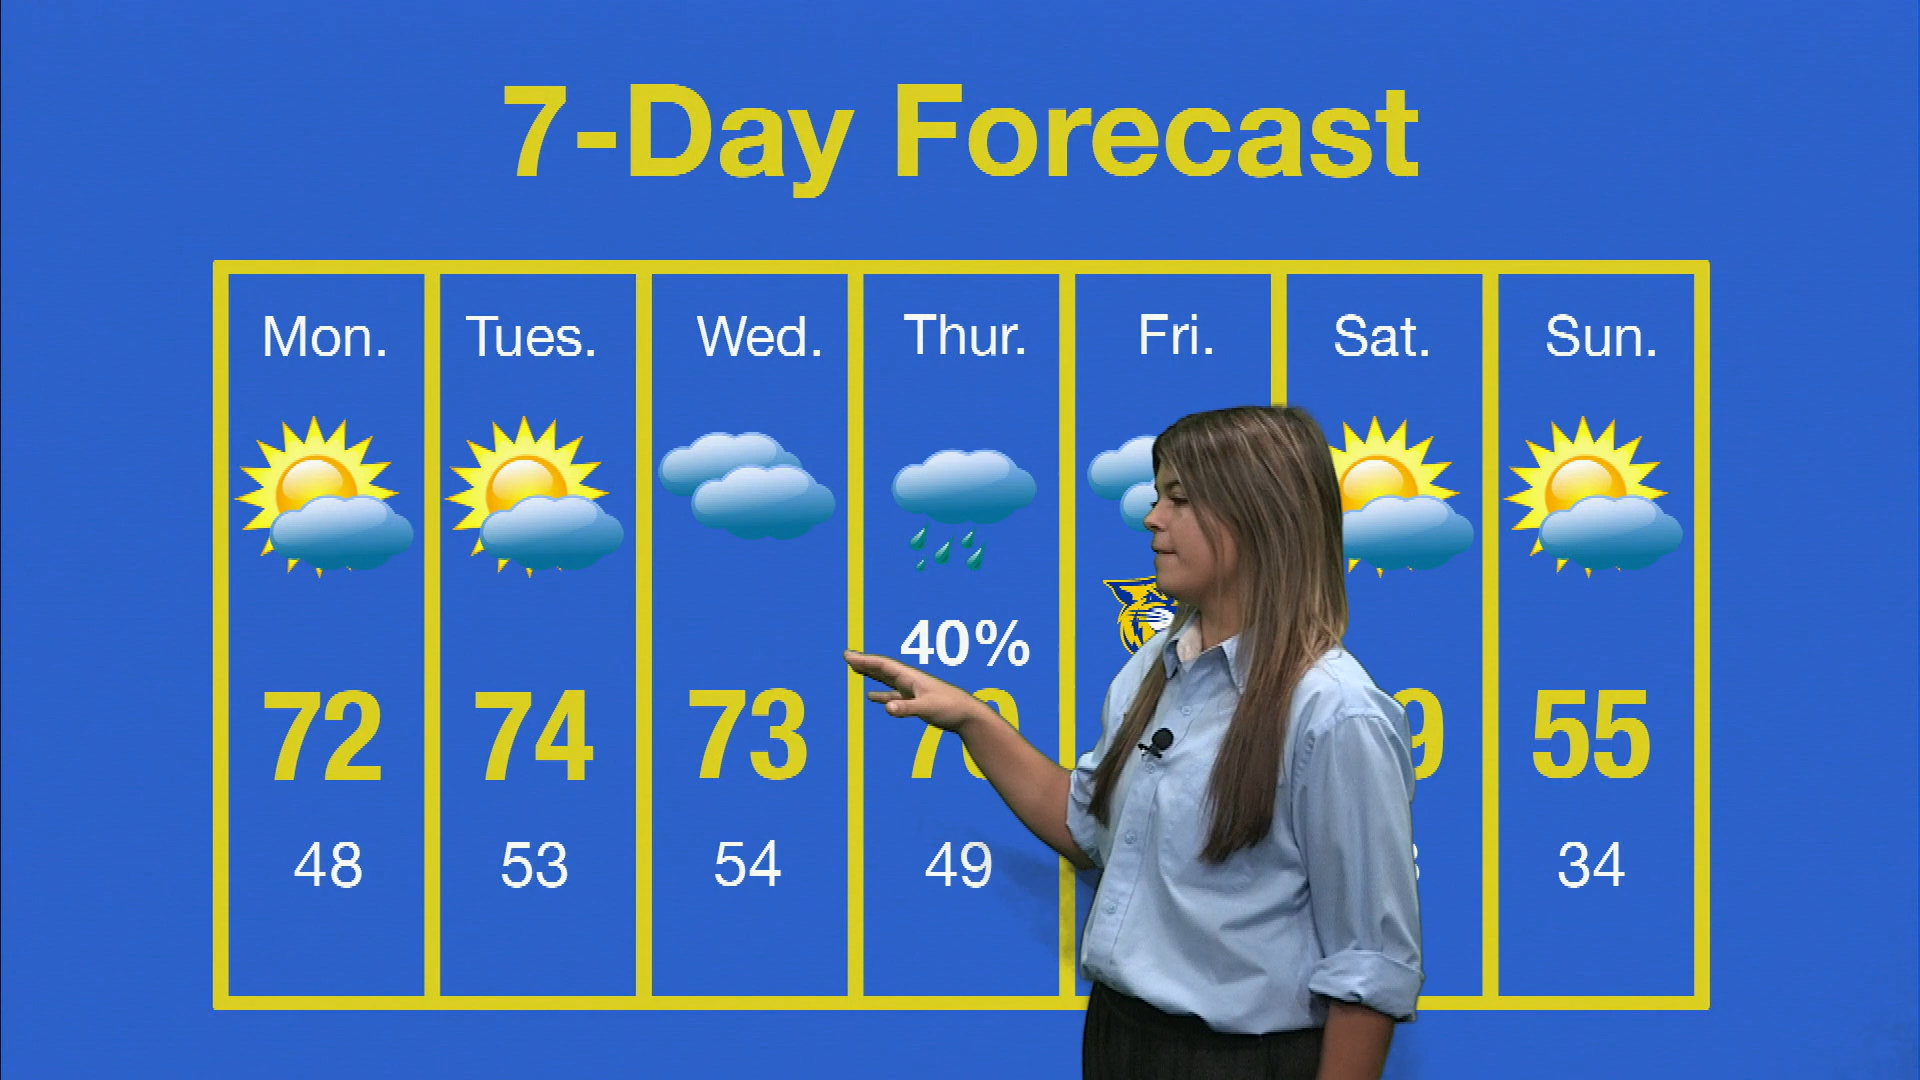 7-Day Forecast
Mon. Tues. Wed. Thur. Fri. Sat. Sun.
40%
72 74 73 55
48 53 54 49 34